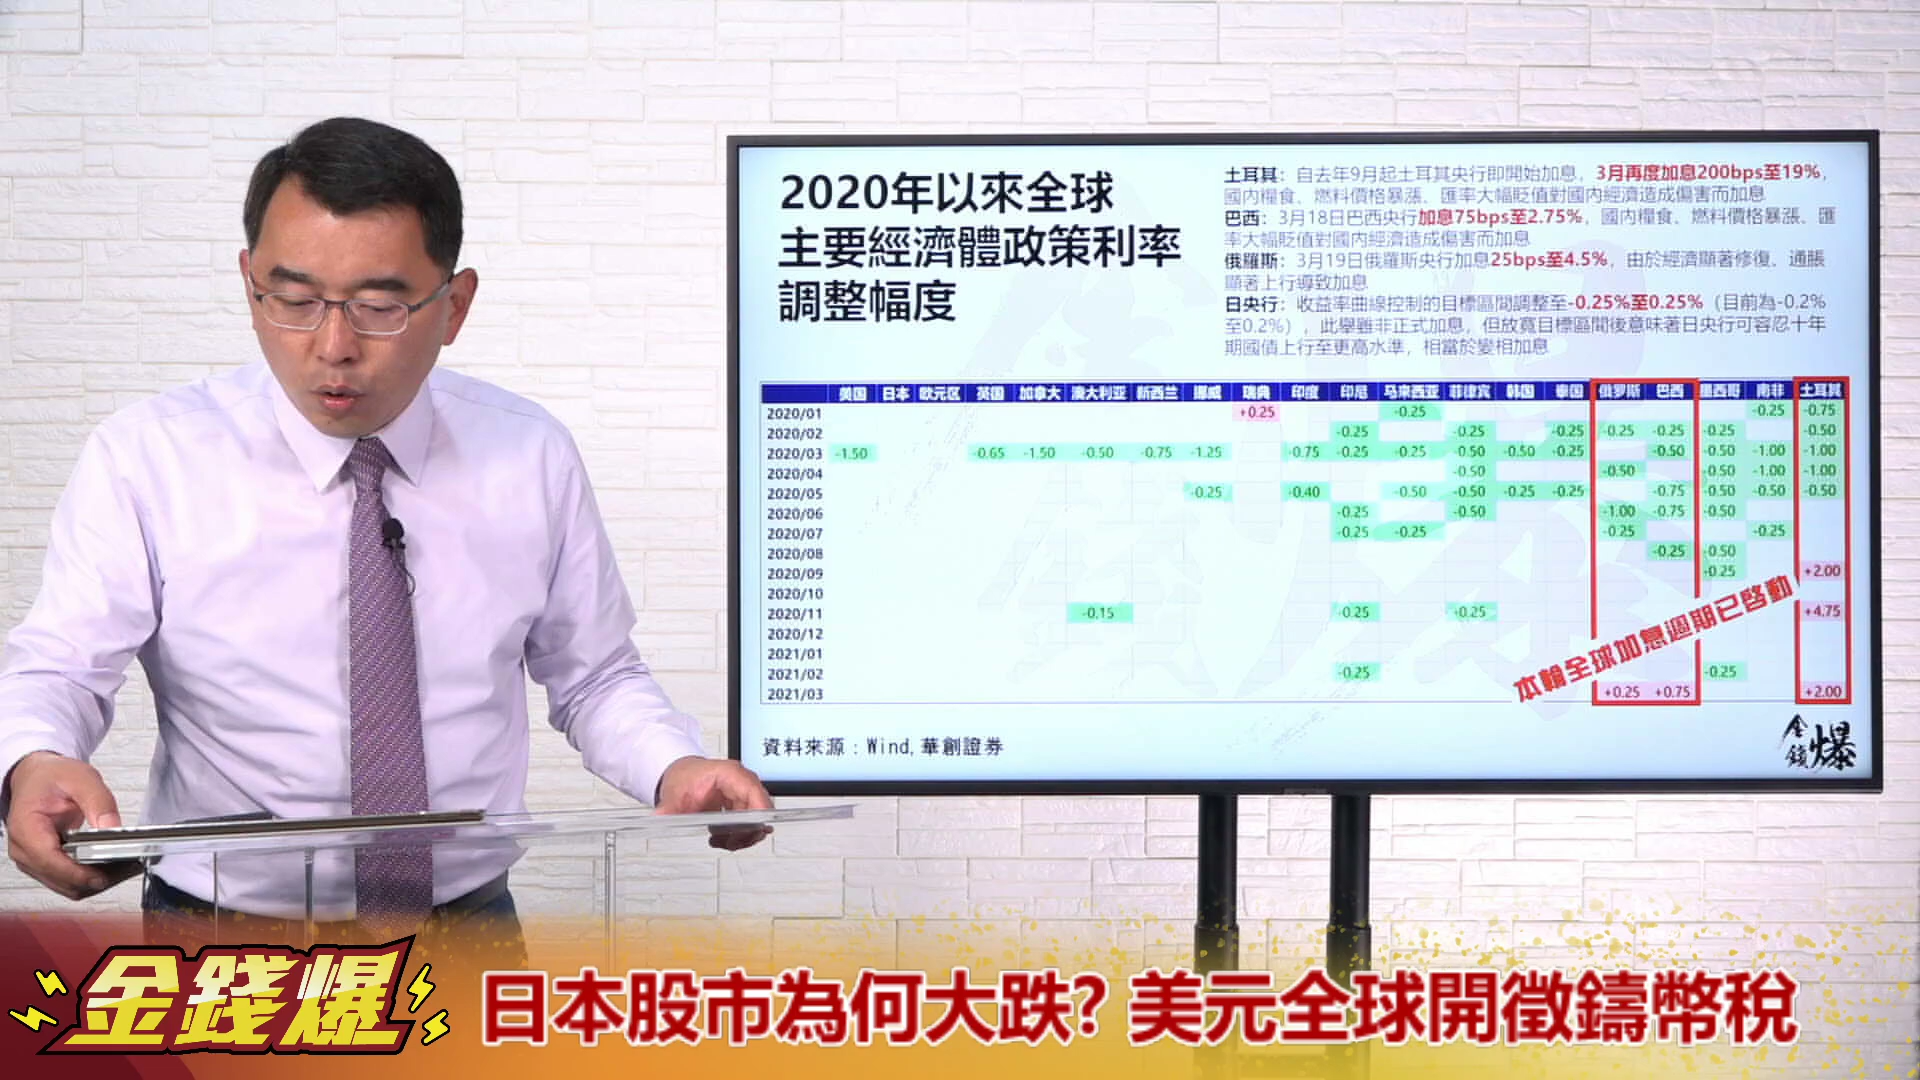 2020年以來全球
主要經濟體政策利率
調整幅度
土耳其：自去年9月起土耳其央行即開始加息，3月再度加息200bps至19%，
國內糧食、燃料價格暴漲、匯率大幅貶值對國內經濟造成傷害而加息
巴西：3月18日巴西央行加息75bps至2.75%，國內糧食、燃料價格暴漲、匯
率大幅貶值對國內經濟造成傷害而加息
俄羅斯：3月19日俄羅斯央行加息25bps至4.5%，由於經濟顯著修復、通脹
顯著上行導致加息
日央行：收益率曲線控制的目標區間調整至-0.25%至0.25%（目前為-0.2%
至0.2%），此舉雖非正式加息，但放寬目標區間後意味著日央行可容忍十年
期國債上行至更高水準，相當於變相加息
美国 日本 欧元区 英国 加拿大 澳大利亚 新西兰 挪威 瑞典 印度 印尼 马来西亚 菲律宾 韩国 泰国 俄罗斯 巴西 墨西哥 南非 土耳其
2020/01 +0.25 -0.25 -0.25 -0.75
2020/02 -0.25 -0.25 -0.25 -0.25 -0.25 -0.25 -0.50
2020/03 -1.50 -0.65 -1.50 -0.50 -0.75 -1.25 -0.75 -0.25 -0.25 -0.50 -0.50 -0.25 -0.50 -0.50 -1.00 -1.00
2020/04 -0.50 -0.50 -0.50 -1.00 -1.00
2020/05 -0.25 -0.40 -0.50 -0.50 -0.25 -0.25 -0.75 -0.50 -0.50 -0.50
2020/06 -0.25 -0.50 -1.00 -0.75 -0.50
2020/07 -0.25 -0.25 -0.25 -0.25
2020/08 -0.25 -0.50
2020/09 -0.25 +2.00
2020/10
2020/11 -0.15 -0.25 -0.25 +4.75
2020/12
2021/01
2021/02 -0.25 -0.25
2021/03 +0.25 +0.75 +2.00
本輪全球加息週期已啓動
資料來源：Wind,華創證券
金錢爆
金錢爆
日本股市為何大跌? 美元全球開徵鑄幣稅